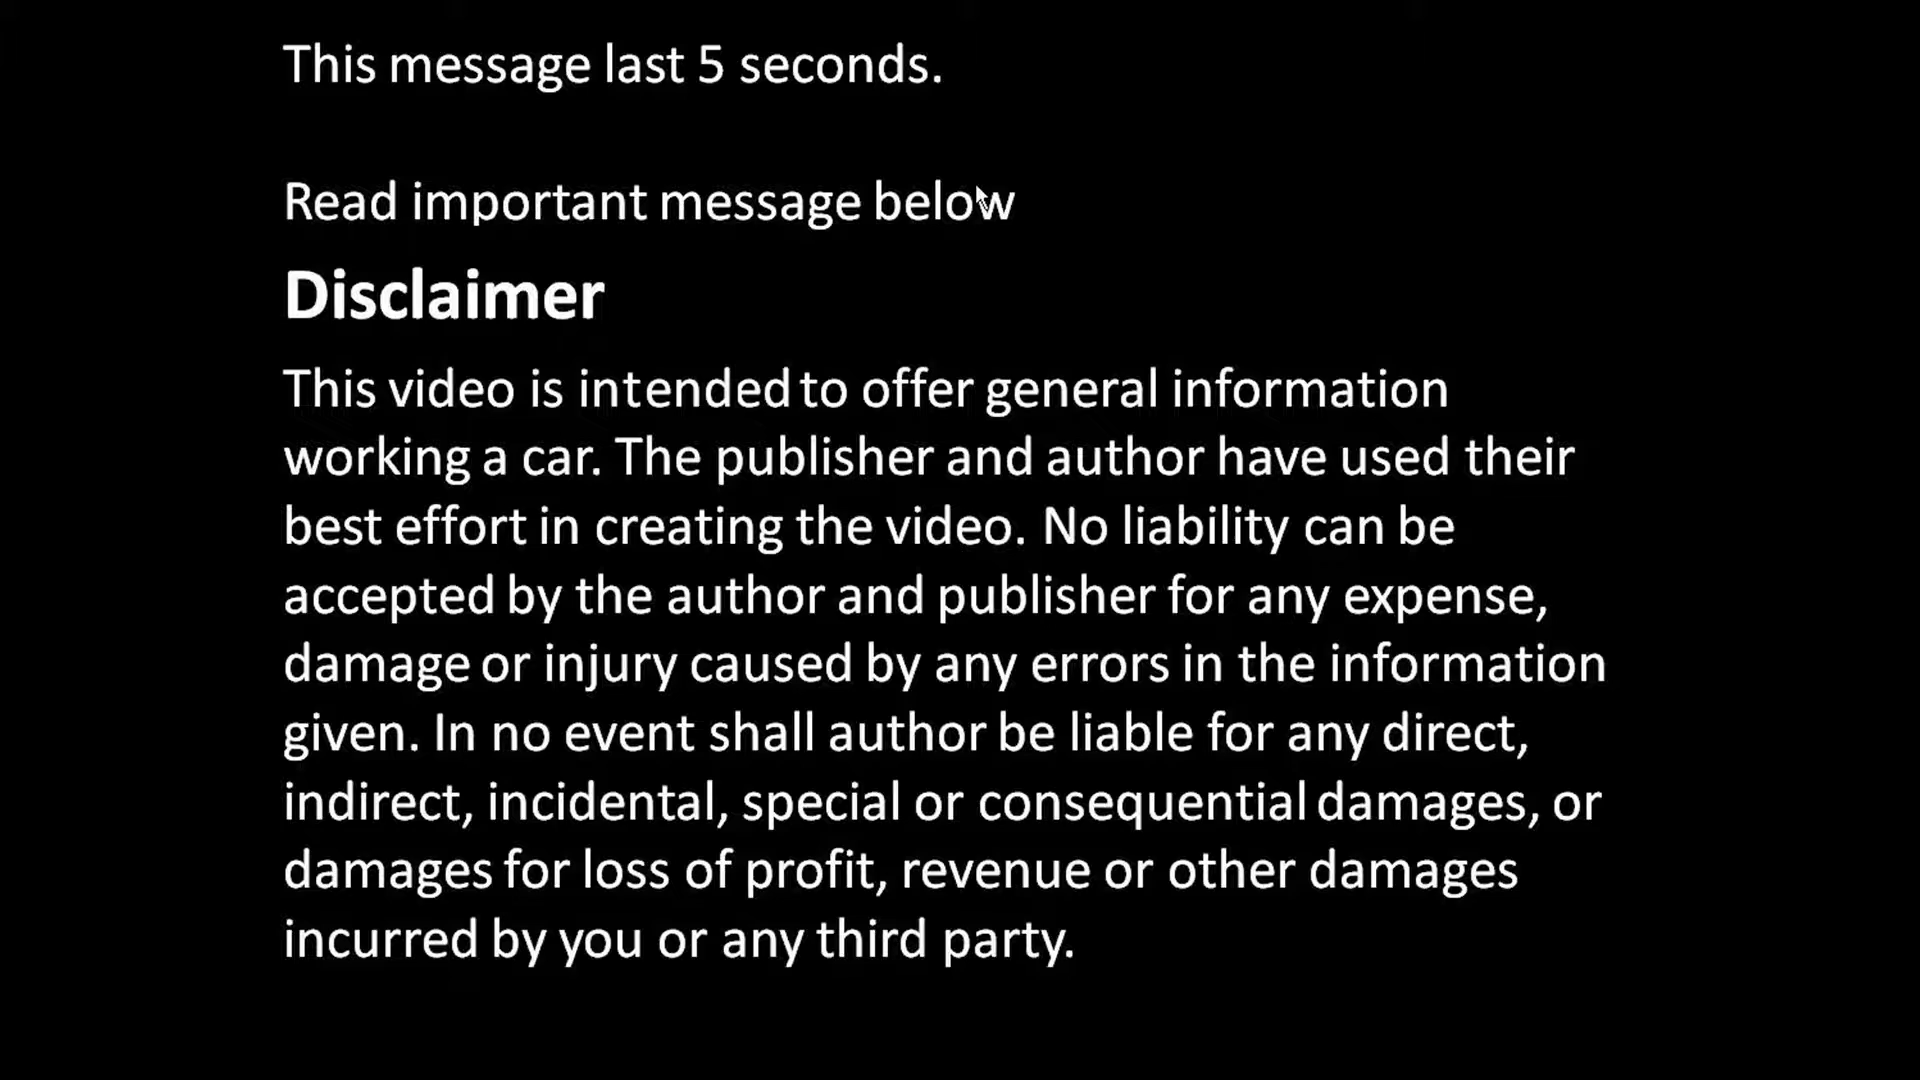 This message last 5 seconds.
Read important message below
Disclaimer
This video is intended to offer general information
working a car. The publisher and author have used their
best effort in creating the video. No liability can be
accepted by the author and publisher for any expense,
damage or injury caused by any errors in the information
given. In no event shall author be liable for any direct,
indirect, incidental, special or consequential damages, or
damages for loss of profit, revenue or other damages
incurred by you or any third party.